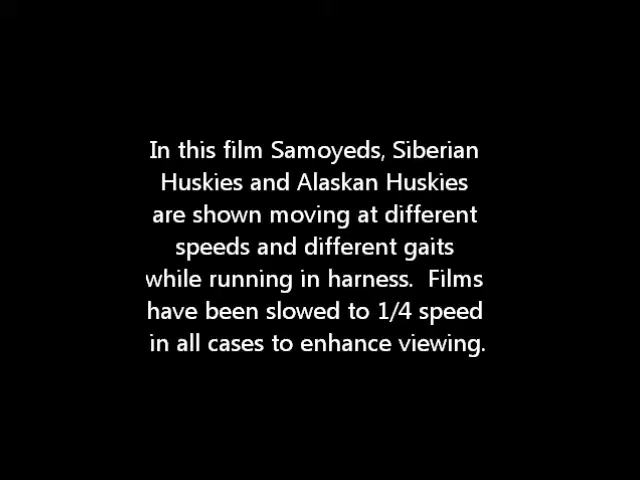 In this film Samoyeds, Siberian
Huskies and Alaskan Huskies
are shown moving at different
speeds and different gaits
while running in harness.  Films
have been slowed to 1/4 speed
in all cases to enhance viewing.